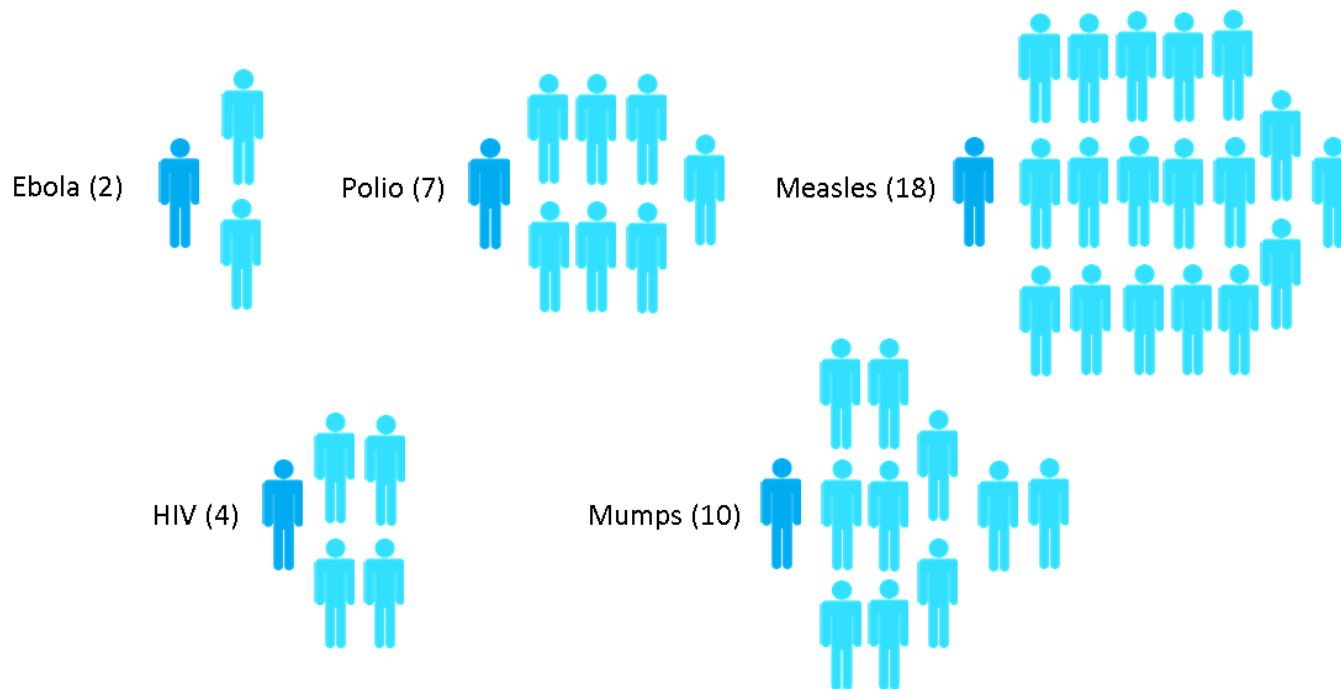 Ebola (2)
Polio (7)
Measles (18)
HIV (4)
Mumps (10)